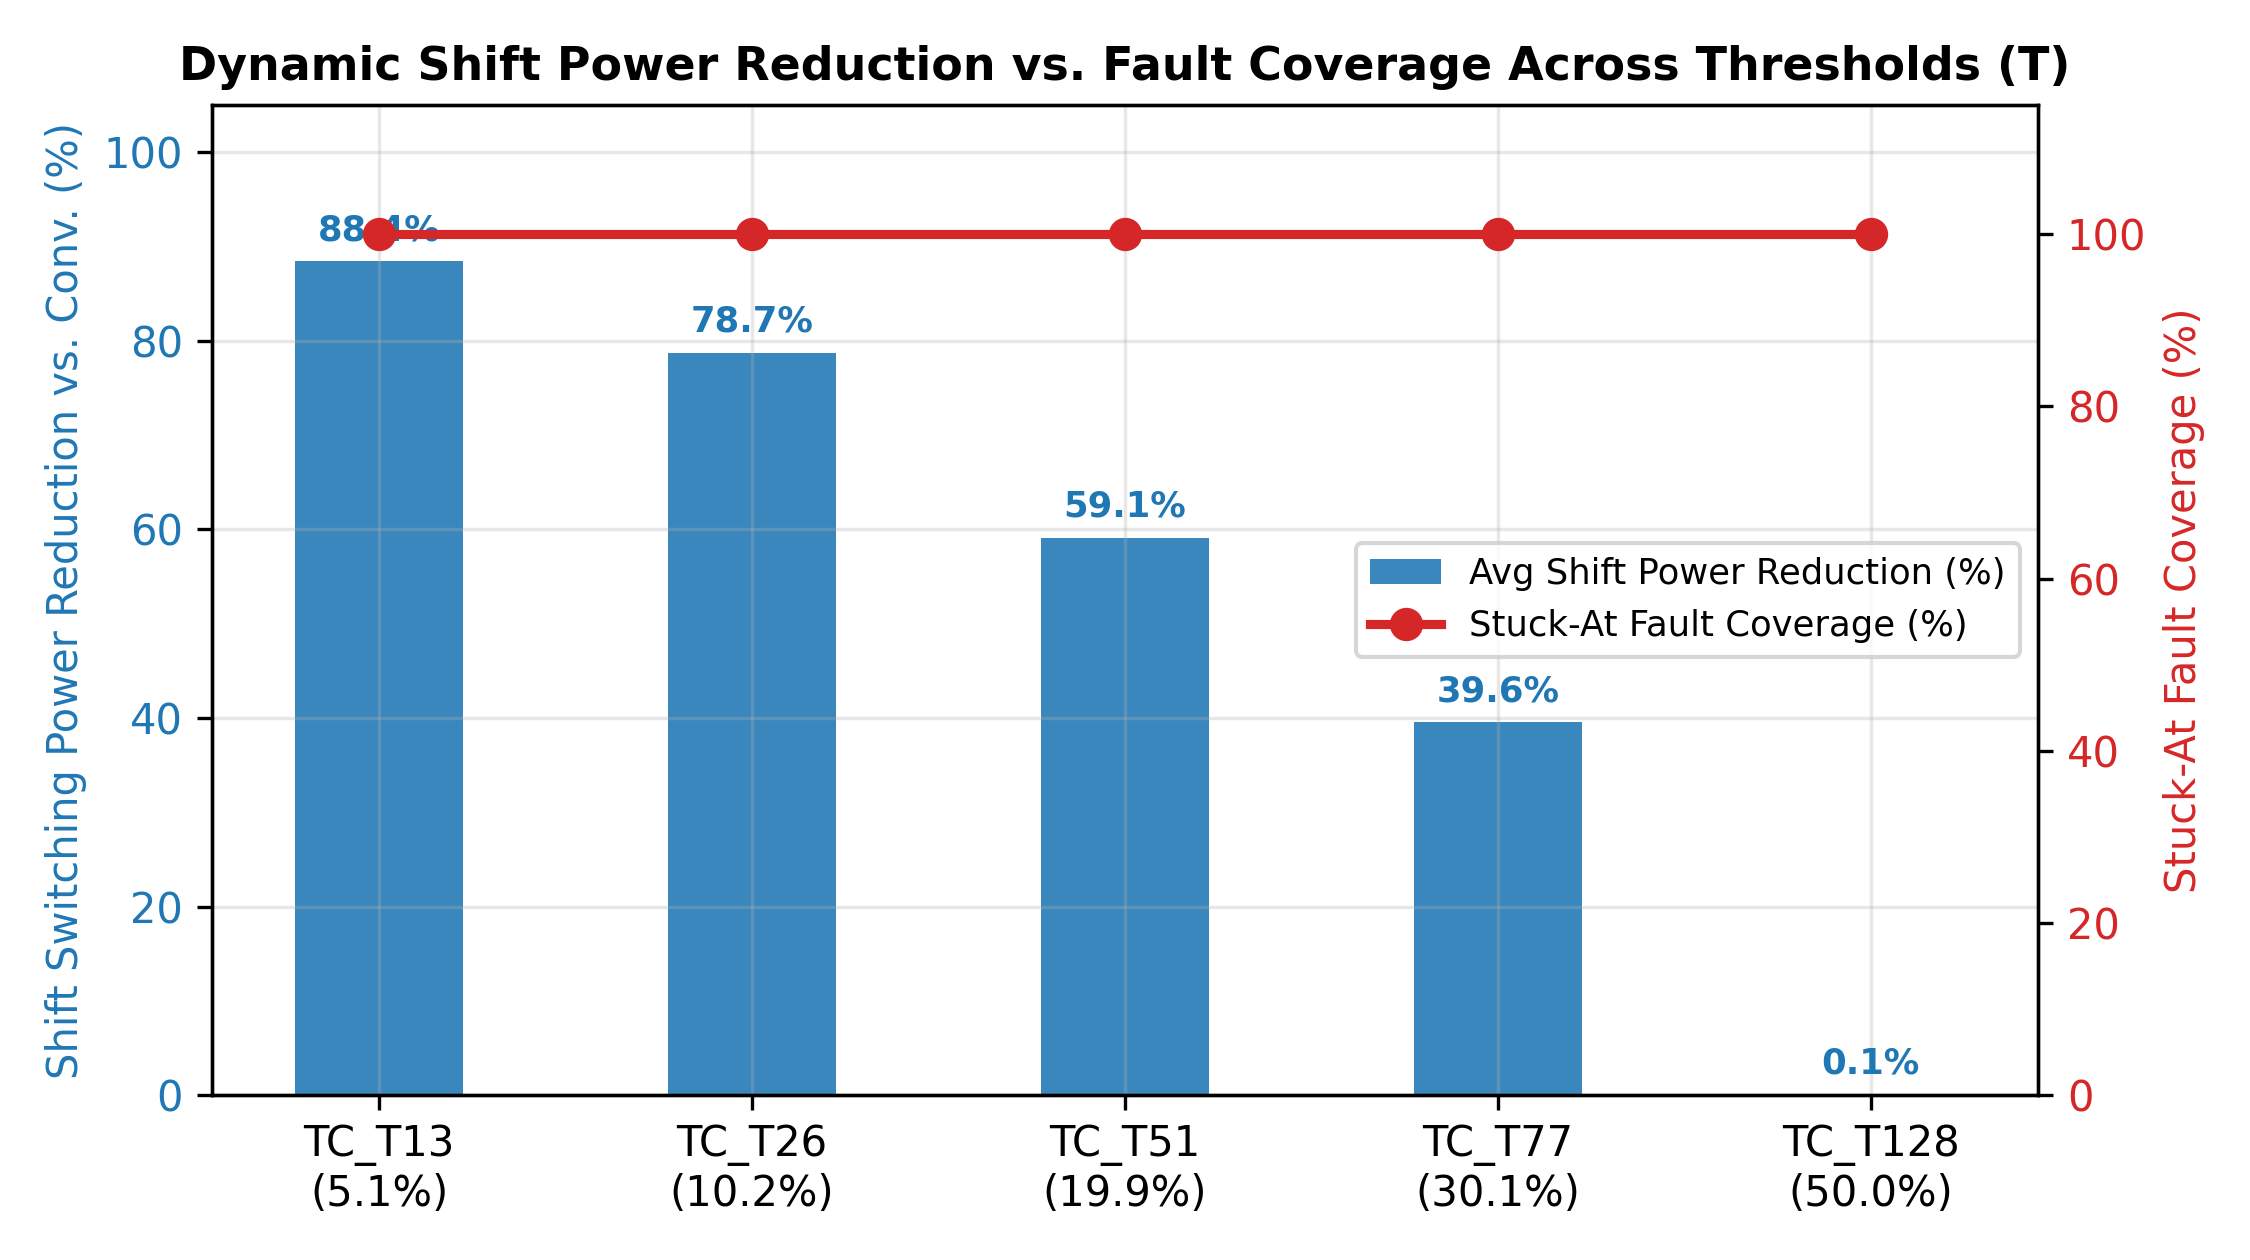 Dynamic Shift Power Reduction vs. Fault Coverage Across Thresholds (T)
Shift Switching Power Reduction vs. Conv. (%)
100
80
60
40
20
0
88.4%
78.7%
59.1%
39.6%
0.1%
Avg Shift Power Reduction (%)
Stuck-At Fault Coverage (%)
100
80
60
40
20
0
Stuck-At Fault Coverage (%)
TC_T13
(5.1%)
TC_T26
(10.2%)
TC_T51
(19.9%)
TC_T77
(30.1%)
TC_T128
(50.0%)